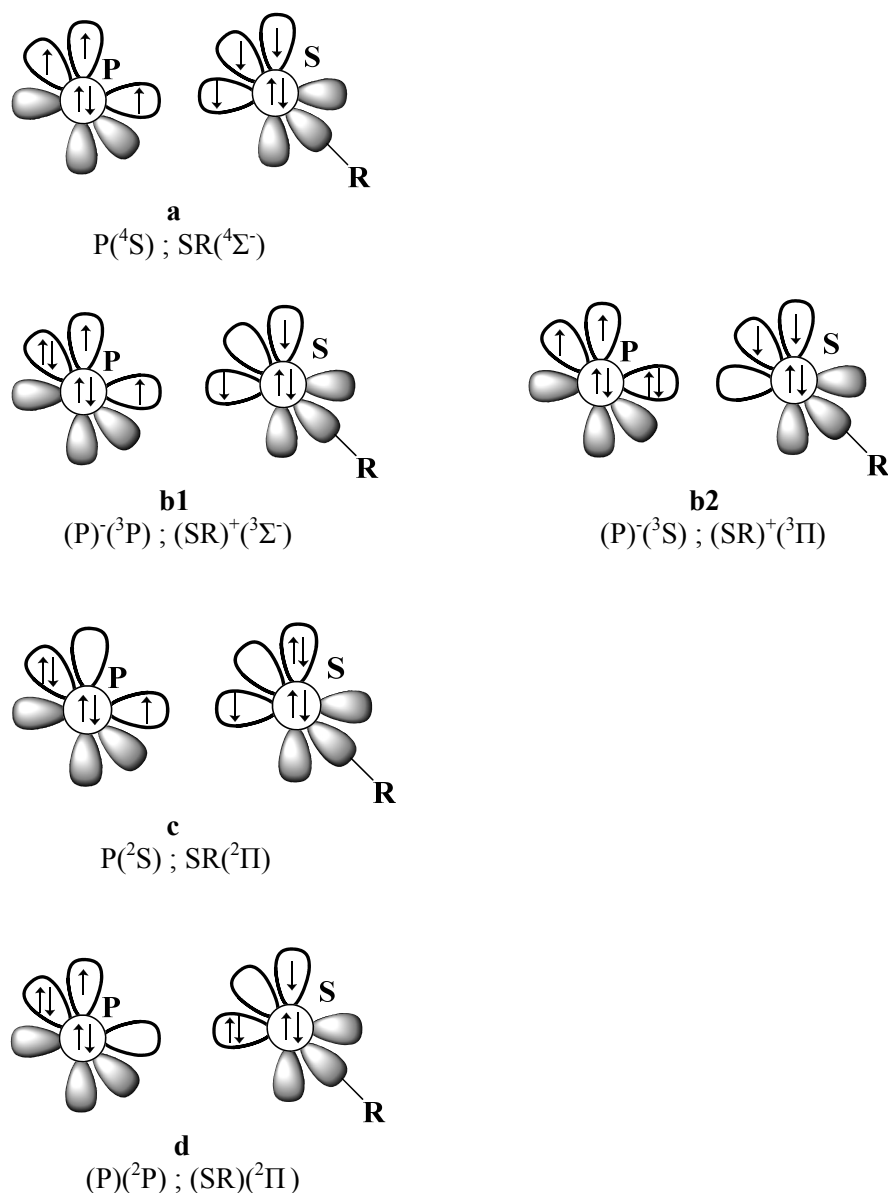 P S
R
a
P(⁴S) ; SR(⁴Σ⁻)
P S P S
R R
b1 b2
(P)⁻(³P) ; (SR)⁺(³Σ⁻) (P)⁻(³S) ; (SR)⁺(³Π)
P S
R
c
P(²S) ; SR(²Π)
P S
R
d
(P)(²P) ; (SR)(²Π)